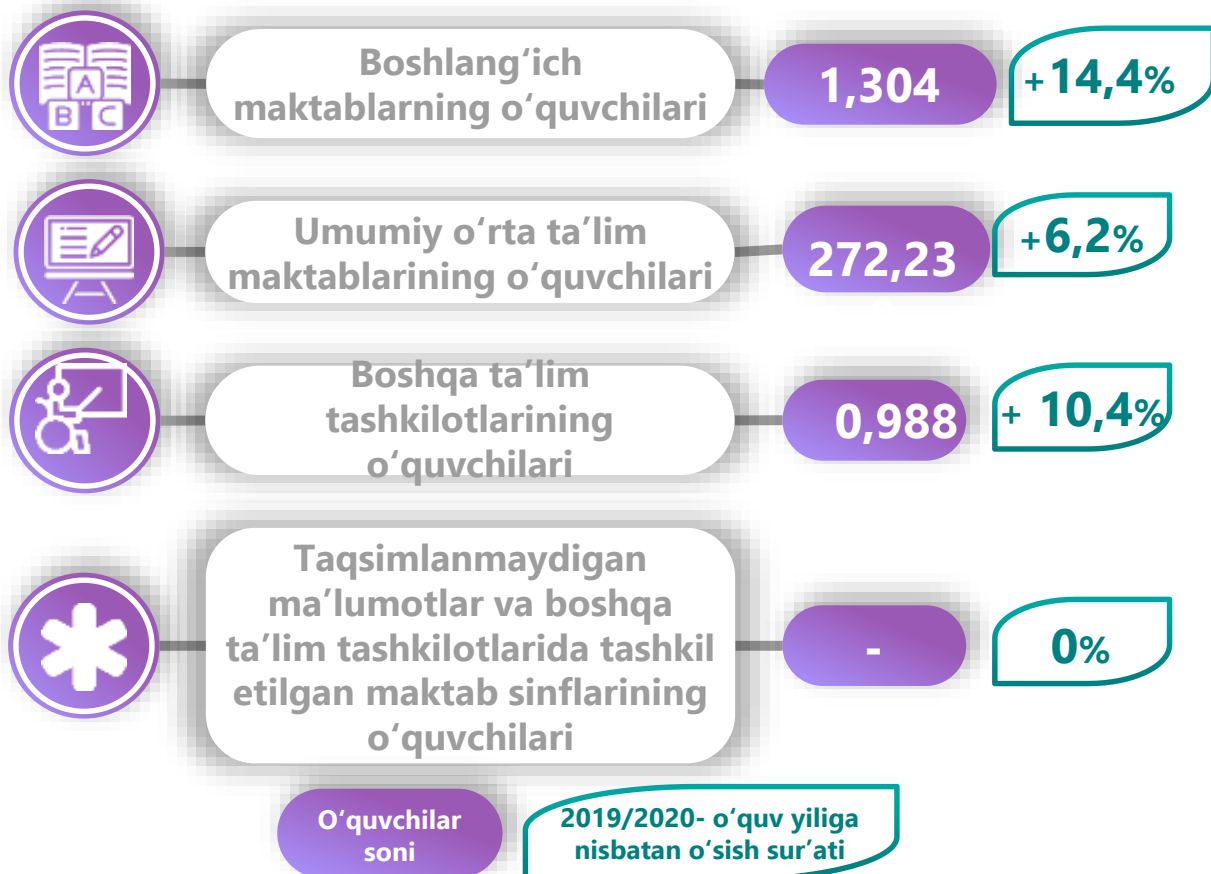 A
B C
Boshlang‘ich
maktablarning o‘quvchilari
1,304
+14,4%
Umumiy o‘rta ta’lim
maktablarining o‘quvchilari
272,23
+6,2%
Boshqa ta’lim
tashkilotlarining
o‘quvchilari
0,988
+ 10,4%
Taqsimlanmaydigan
ma’lumotlar va boshqa
ta’lim tashkilotlarida tashkil
etilgan maktab sinflarining
o‘quvchilari
-
0%
O‘quvchilar
soni
2019/2020- o‘quv yiliga
nisbatan o‘sish sur’ati